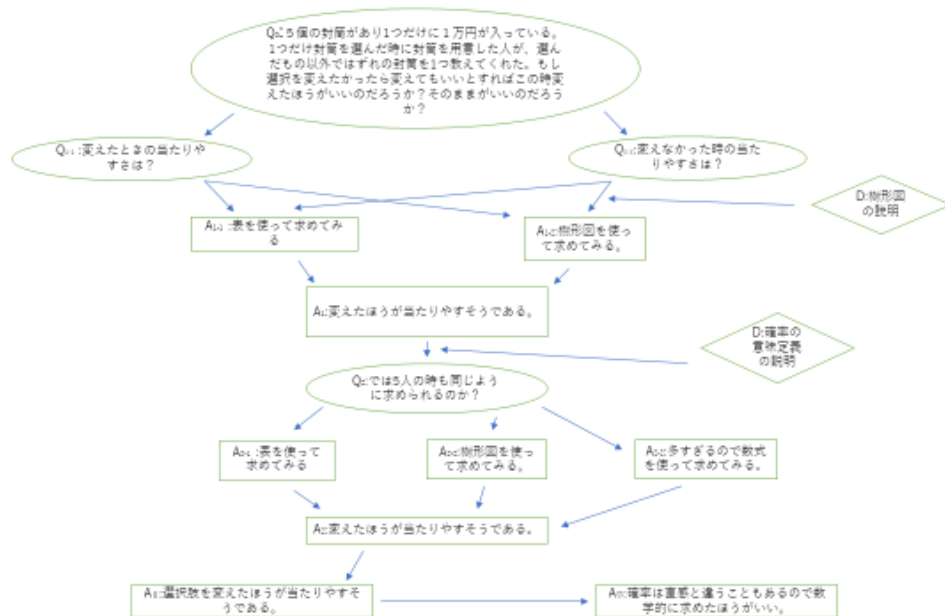 Q₀:5個の封筒があり1つだけに1万円が入っている。
1つだけ封筒を選んだ時に封筒を用意した人が、選ん
だもの以外ではずれの封筒を1つ教えてくれた。もし
選択を変えたかったら変えてもいいとすればこの時変
えたほうがいいのだろうか?そのままがいいのだろう
か?
Q₁₋₁:変えたときの当たりや
すさは?
Q₁₋₂:変えなかった時の当た
りやすさは?
D:樹形図
の説明
A₁₋₁:表を使って求めてみ
る
A₁₋₂:樹形図を使っ
て求めてみる。
A₁:変えたほうが当たりやすそうである。
D:確率の
意味定義
の説明
Q₂:では5人の時も同じよう
に求められるのか?
A₂₋₁:表を使って
求めてみる
A₂₋₂:樹形図を使っ
て求めてみる。
:多すぎるので数式
を使って求めてみる。
A₂:変えたほうが当たりやすそうである。
:選択肢を変えたほうが当たりやすそ
うである。
:確率は直感と違うこともあるので数
学的に求めたほうがいい。